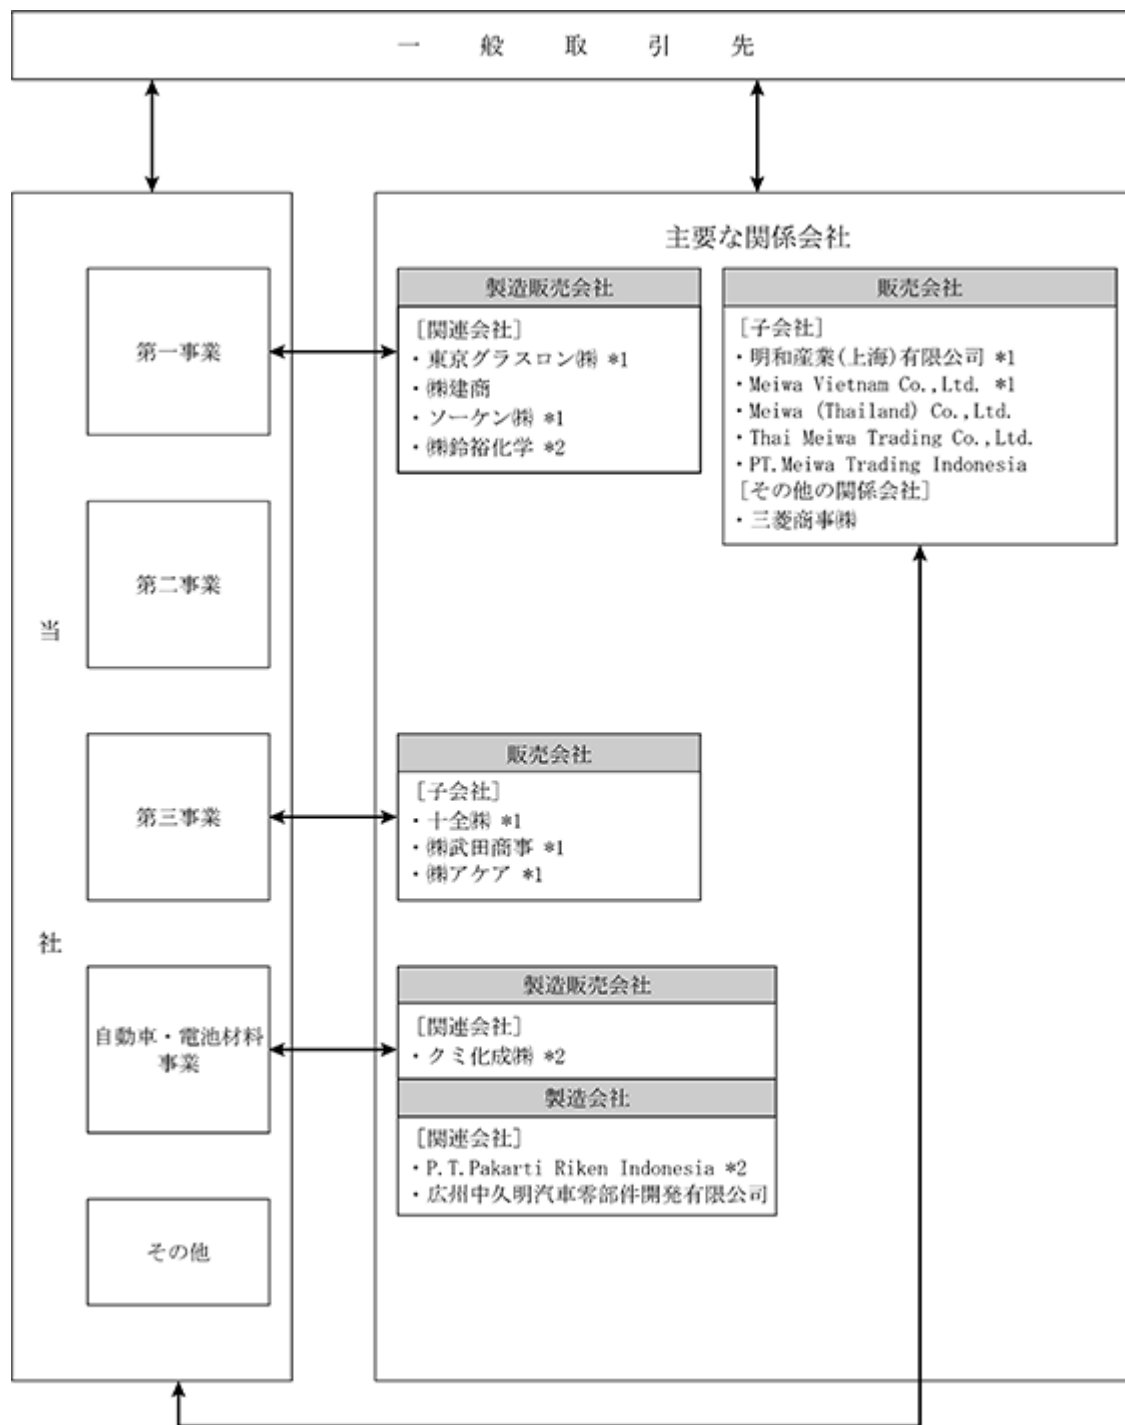 一般取引先
主要な関係会社
当社
第一事業
製造販売会社
[関連会社]
・東京グラスロン㈱ *1
・㈱建商
・ソーケン㈱ *1
・㈱鈴裕化学 *2
販売会社
[子会社]
・明和産業(上海)有限公司 *1
・Meiwa Vietnam Co.,Ltd. *1
・Meiwa (Thailand) Co.,Ltd.
・Thai Meiwa Trading Co.,Ltd.
・PT.Meiwa Trading Indonesia
[その他の関係会社]
・三菱商事㈱
第二事業
第三事業
販売会社
[子会社]
・十全㈱ *1
・㈱武田商事 *1
・㈱アケア *1
自動車・電池材料
事業
製造販売会社
[関連会社]
・クミ化成㈱ *2
製造会社
[関連会社]
・P.T.Pakarti Riken Indonesia *2
・広州中久明汽車零部件開発有限公司
その他